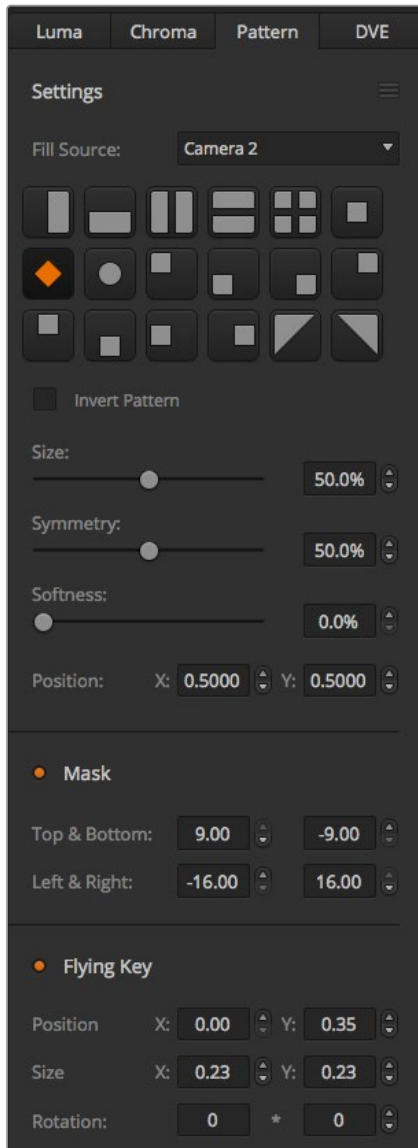 Luma Chroma Pattern DVE
Settings
Fill Source: Camera 2
Invert Pattern
Size:
50.0%
Symmetry:
50.0%
Softness:
0.0%
Position: X: 0.5000 Y: 0.5000
Mask
Top & Bottom: 9.00 -9.00
Left & Right: -16.00 16.00
Flying Key
Position X: 0.00 Y: 0.35
Size X: 0.23 Y: 0.23
Rotation: 0 * 0